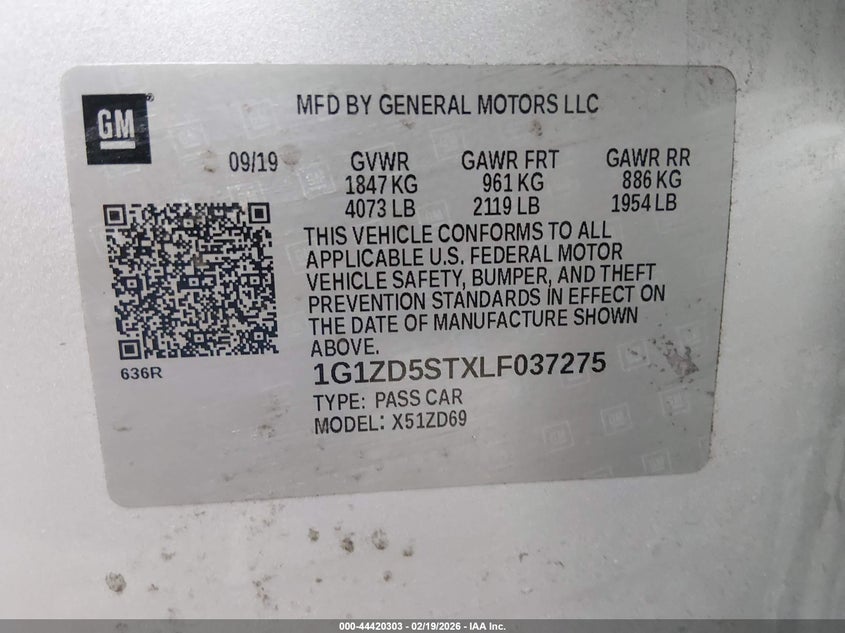 GM
MFD BY GENERAL MOTORS LLC
09/19 GVWR GAWR FRT GAWR RR
1847 KG 961 KG 886 KG
4073 LB 2119 LB 1954 LB
THIS VEHICLE CONFORMS TO ALL
APPLICABLE U.S. FEDERAL MOTOR
VEHICLE SAFETY, BUMPER, AND THEFT
PREVENTION STANDARDS IN EFFECT ON
THE DATE OF MANUFACTURE SHOWN
ABOVE.
636R
1G1ZD5STXLF037275
TYPE: PASS CAR
MODEL: X51ZD69
000-44420303 - 02/19/2026 - IAA Inc.